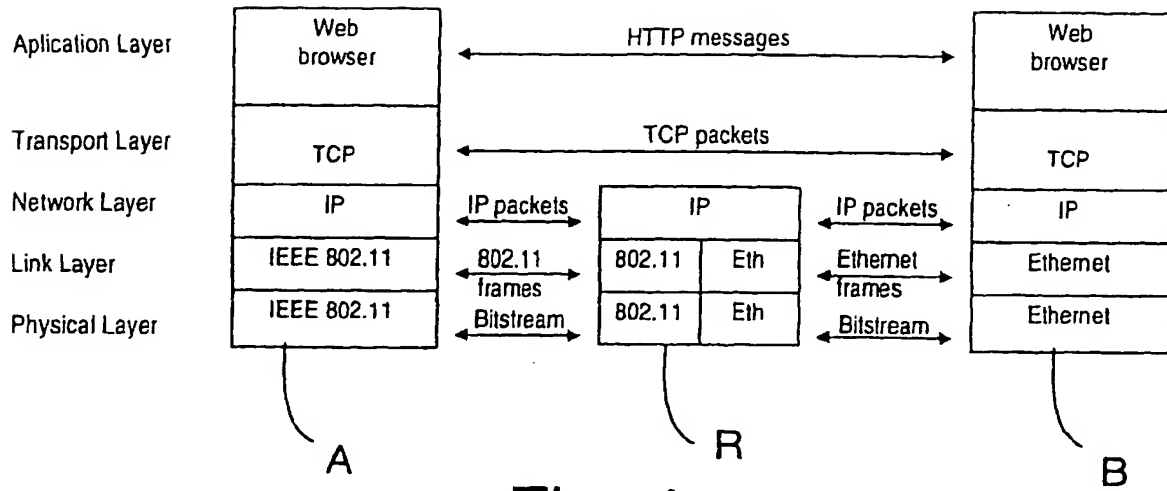 Aplication Layer
Web
browser
HTTP messages
Web
browser
Transport Layer
TCP
TCP packets
TCP
Network Layer
IP
IP packets
IP
IP packets
IP
Link Layer
IEEE 802.11
802.11
frames
802.11
Eth
Ethernet
frames
Ethernet
Physical Layer
IEEE 802.11
Bitstream
802.11
Eth
Bitstream
Ethernet
A
R
B